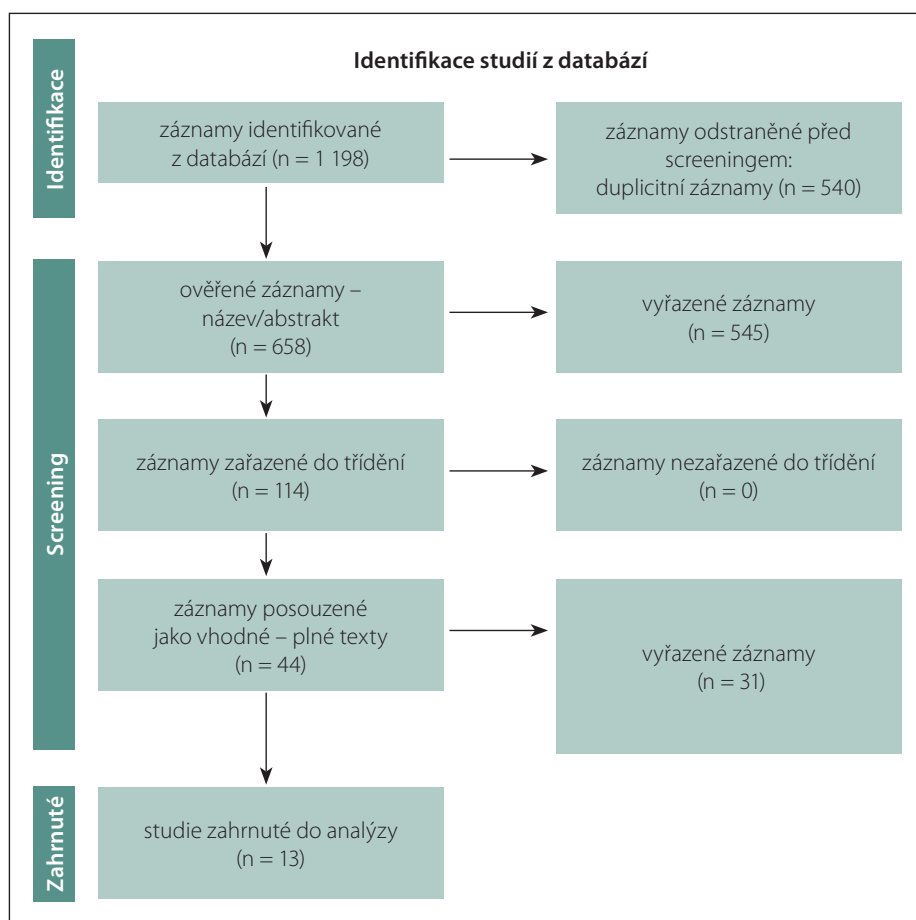 Identifikace studií z databází
Identifikace
záznamy identifikované
z databází (n = 1 198)
záznamy odstraněné před
screeningem:
duplicitní záznamy (n = 540)
Screening
ověřené záznamy –
název/abstrakt
(n = 658)
vyřazené záznamy
(n = 545)
záznamy zařazené do třídění
(n = 114)
záznamy nezařazené do třídění
(n = 0)
záznamy posouzené
jako vhodné – plné texty
(n = 44)
vyřazené záznamy
(n = 31)
Zahrnuté
studie zahrnuté do analýzy
(n = 13)